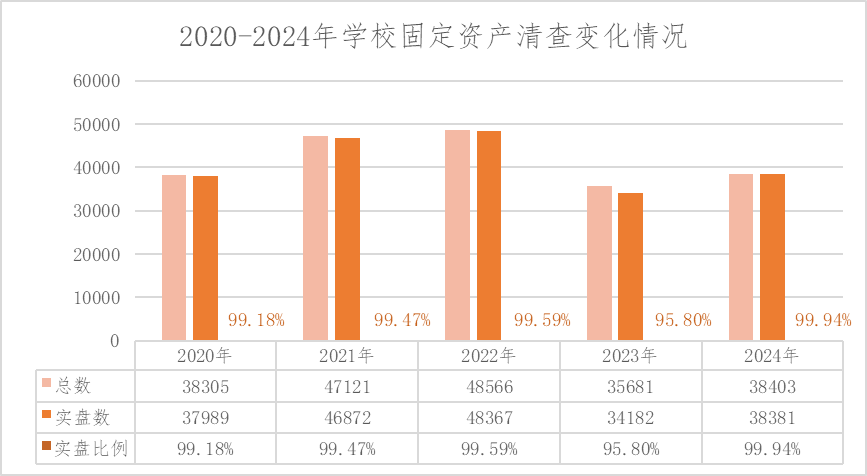 2020-2024年学校固定资产清查变化情况
60000
50000
40000
30000
20000
10000
0
99.18% 99.47% 99.59% 95.80% 99.94%
2020年 2021年 2022年 2023年 2024年
总数 38305 47121 48566 35681 38403
实盘数 37989 46872 48367 34182 38381
实盘比例 99.18% 99.47% 99.59% 95.80% 99.94%